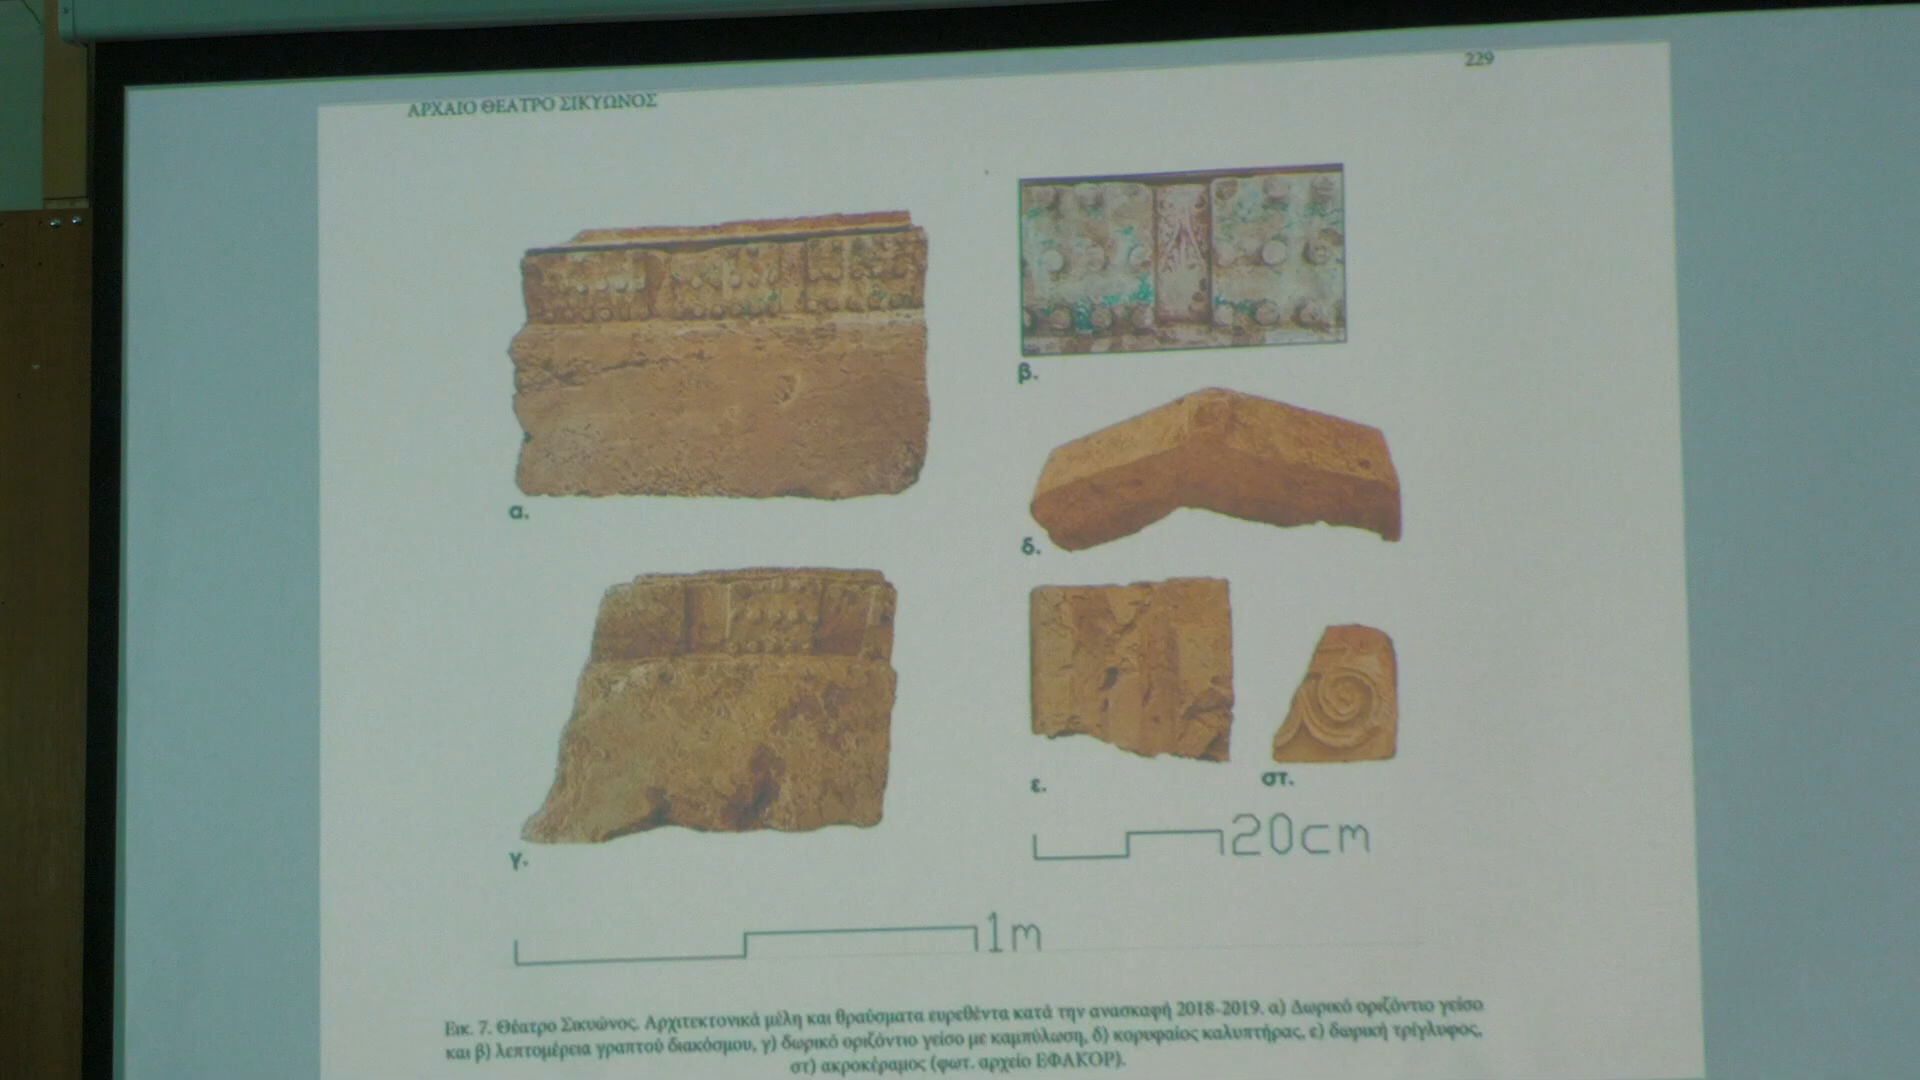 229
ΑΡΧΑΙΟ ΘΕΑΤΡΟ ΣΙΚΥΩΝΟΣ
α.
β.
γ.
δ.
ε.
στ.
20cm
1m
Εικ. 7. Θέατρο Σικυώνος. Αρχιτεκτονικά μέλη και θραύσματα ευρεθέντα κατά την ανασκαφή 2018-2019. α) Δωρικό οριζόντιο γείσο
και β) λεπτομέρεια γραπτού διακόσμου, γ) δωρικό οριζόντιο γείσο με καμπύλωση, δ) κορυφαίος καλυπτήρας, ε) δωρική τρίγλυφος,
στ) ακροκέραμος (φωτ. αρχείο ΕΦΑΚΟΡ).